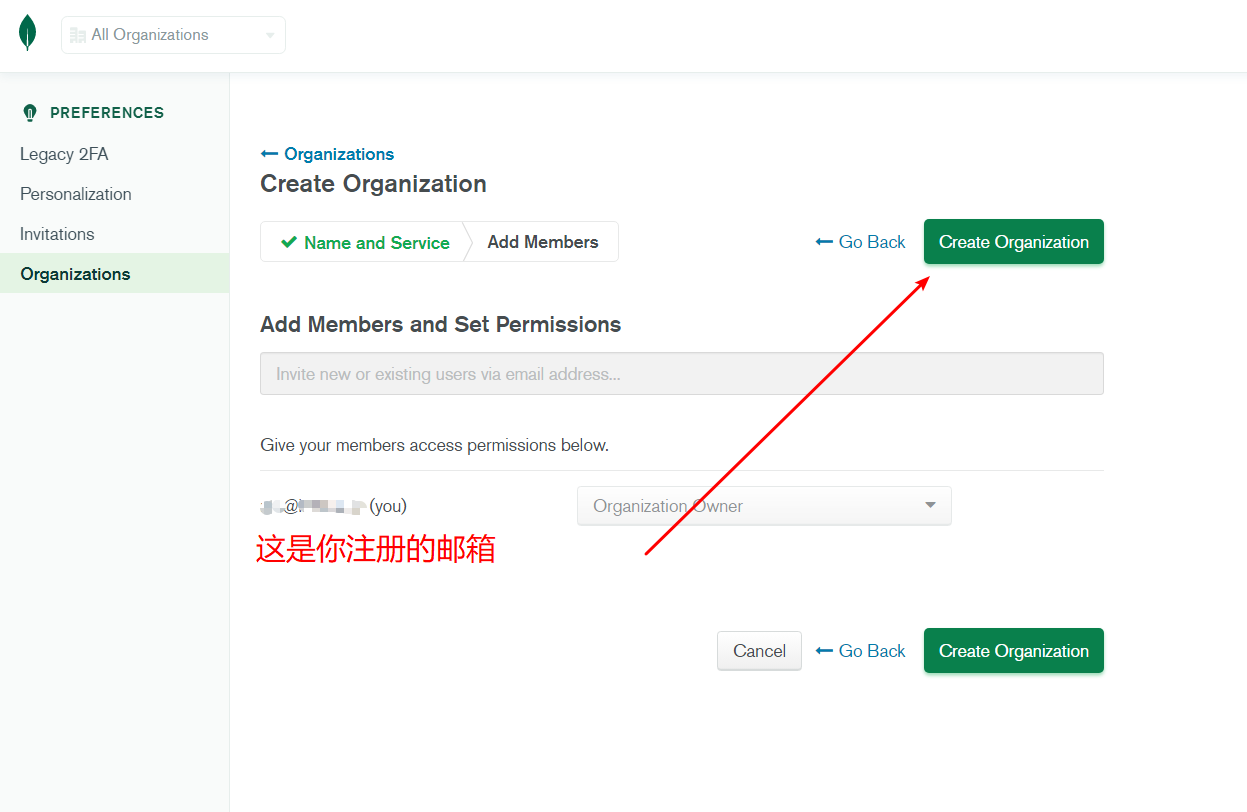 All Organizations
PREFERENCES
Legacy 2FA
Personalization
Invitations
Organizations
Organizations
Create Organization
Name and Service
Add Members
Go Back
Create Organization
Add Members and Set Permissions
Invite new or existing users via email address...
Give your members access permissions below.
@ (you)
Organization Owner
这是你注册的邮箱
Cancel
Go Back
Create Organization